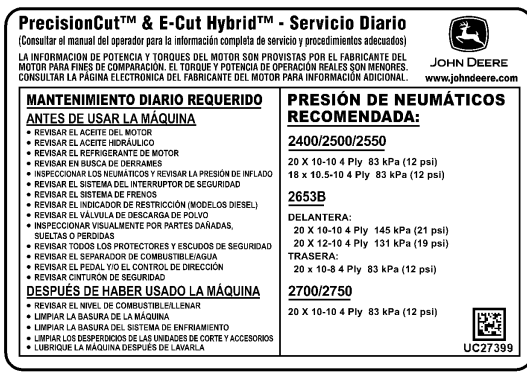 PrecisionCut™ & E-Cut Hybrid™ - Servicio Diario
(Consultar el manual del operador para la información completa de servicio y procedimientos adecuados)
LA INFORMACION DE POTENCIA Y TORQUES DEL MOTOR SON PROVISTAS POR EL FABRICANTE DEL
MOTOR PARA FINES DE COMPARACIÓN. EL TORQUE Y POTENCIA DE OPERACIÓN REALES SON MENORES.
CONSULTAR LA PÁGINA ELECTRONICA DEL FABRICANTE DEL MOTOR PARA INFORMACIÓN ADICIONAL.
JOHN DEERE
www.johndeere.com
MANTENIMIENTO DIARIO REQUERIDO
ANTES DE USAR LA MÁQUINA
• REVISAR EL ACEITE DEL MOTOR
• REVISAR EL ACEITE HIDRÁULICO
• REVISAR EL REFRIGERANTE DE MOTOR
• REVISAR EN BUSCA DE DERRAMES
• INSPECCIONAR LOS NEUMÁTICOS Y REVISAR LA PRESIÓN DE INFLADO
• REVISAR EL SISTEMA DEL INTERRUPTOR DE SEGURIDAD
• REVISAR EL SISTEMA DE FRENOS
• REVISAR EL INDICADOR DE RESTRICCIÓN (MODELOS DIESEL)
• REVISAR EL VÁLVULA DE DESCARGA DE POLVO
• INSPECCIONAR VISUALMENTE POR PARTES DAÑADAS,
SUELTAS O PERDIDAS
• REVISAR TODOS LOS PROTECTORES Y ESCUDOS DE SEGURIDAD
• REVISAR EL SEPARADOR DE COMBUSTIBLE/AGUA
• REVISAR EL PEDAL Y/O EL CONTROL DE DIRECCIÓN
• REVISAR CINTURÓN DE SEGURIDAD
DESPUÉS DE HABER USADO LA MÁQUINA
• REVISAR EL NIVEL DE COMBUSTIBLE/LLENAR
• LIMPIAR LA BASURA DE LA MÁQUINA
• LIMPIAR LA BASURA DEL SISTEMA DE ENFRIAMIENTO
• LIMPIAR LOS DESPERDICIOS DE LAS UNIDADES DE CORTE Y ACCESORIOS
• LUBRIQUE LA MÁQUINA DESPUÉS DE LAVARLA
PRESIÓN DE NEUMÁTICOS
RECOMENDADA:
2400/2500/2550
20 X 10-10 4 Ply 83 kPa (12 psi)
18 x 10.5-10 4 Ply 83 kPa (12 psi)
2653B
DELANTERA:
20 X 10-10 4 Ply 145 kPa (21 psi)
20 X 12-10 4 Ply 131 kPa (19 psi)
TRASERA:
20 x 10-8 4 Ply 83 kPa (12 psi)
2700/2750
20 X 10-10 4 Ply 83 kPa (12 psi)
UC27399